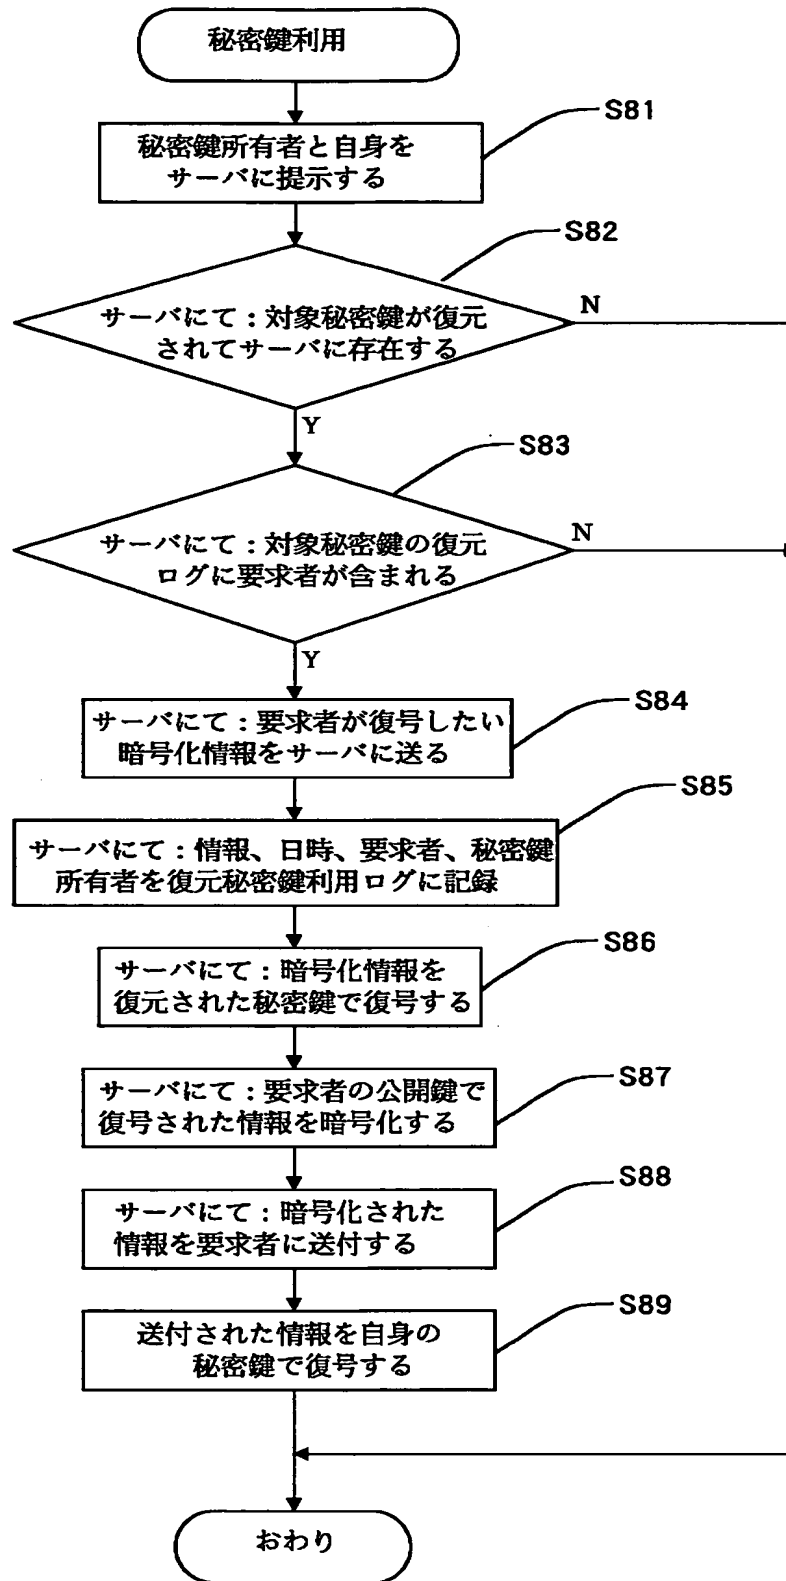 秘密鍵利用
S81
秘密鍵所有者と自身を
サーバに提示する
S82
サーバにて：対象秘密鍵が復元
されてサーバに存在する
N
Y
S83
サーバにて：対象秘密鍵の復元
ログに要求者が含まれる
N
Y
S84
サーバにて：要求者が復号したい
暗号化情報をサーバに送る
S85
サーバにて：情報、日時、要求者、秘密鍵
所有者を復元秘密鍵利用ログに記録
S86
サーバにて：暗号化情報を
復元された秘密鍵で復号する
S87
サーバにて：要求者の公開鍵で
復号された情報を暗号化する
S88
サーバにて：暗号化された
情報を要求者に送付する
S89
送付された情報を自身の
秘密鍵で復号する
おわり